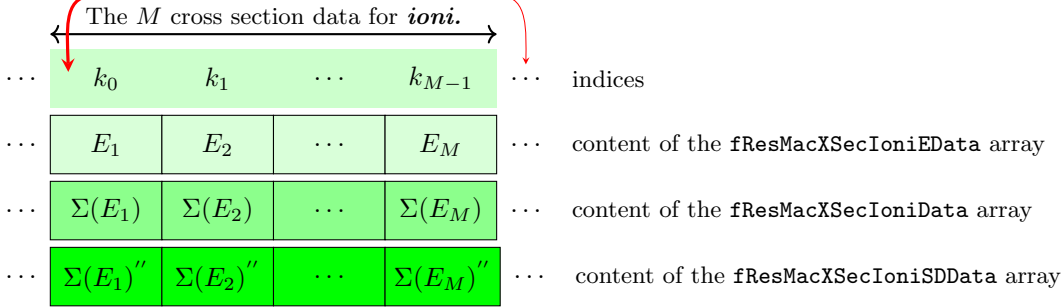 The M cross section data for ioni.
⋯ k₀ k₁ ⋯ k_{M−1} ⋯ indices
⋯ E₁ E₂ ⋯ E_M ⋯ content of the fResMacXSecIoniEData array
⋯ Σ(E₁) Σ(E₂) ⋯ Σ(E_M) ⋯ content of the fResMacXSecIoniData array
⋯ Σ(E₁)″ Σ(E₂)″ ⋯ Σ(E_M)″ ⋯ content of the fResMacXSecIoniSDData array